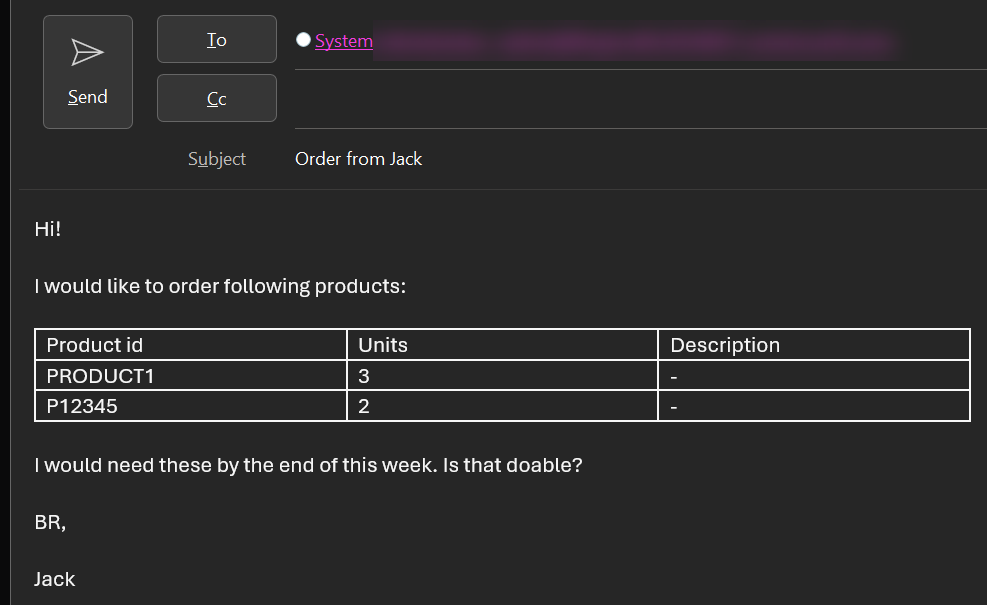 Send
To
System
Cc
Subject
Order from Jack
Hi!
I would like to order following products:
Product id Units Description
PRODUCT1 3 -
P12345 2 -
I would need these by the end of this week. Is that doable?
BR,
Jack